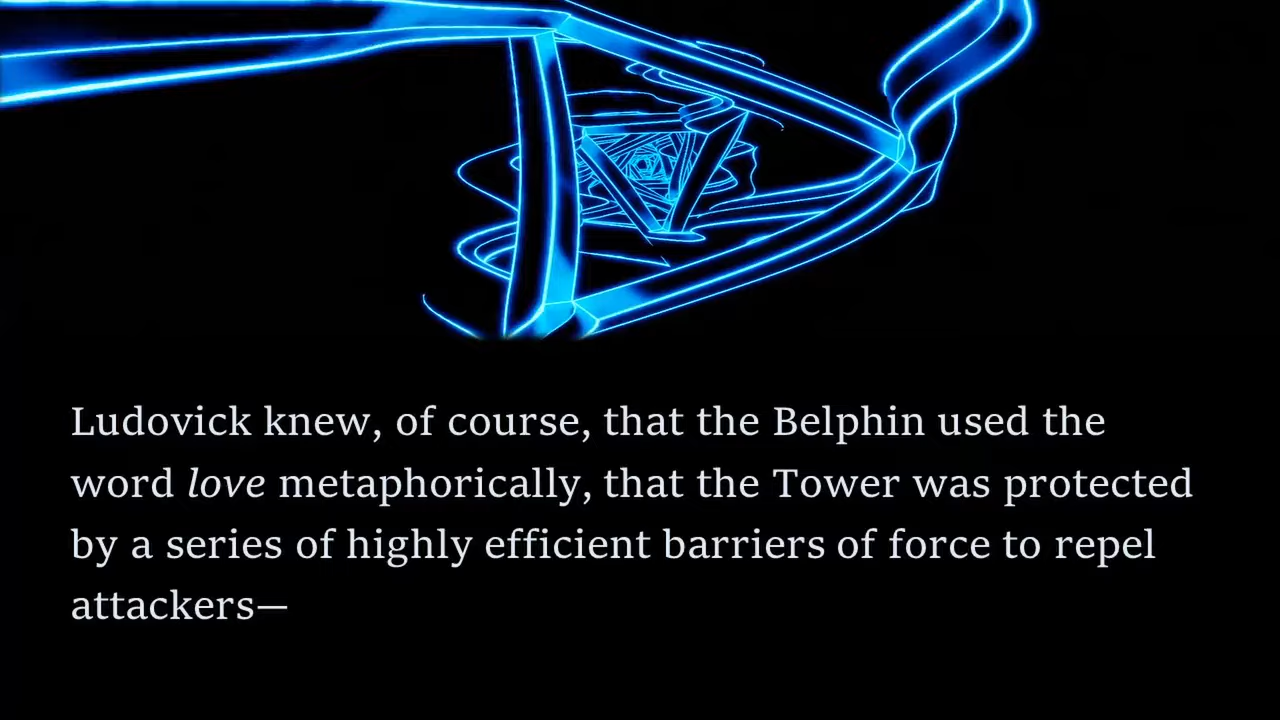 Ludovick knew, of course, that the Belphin used the
word love metaphorically, that the Tower was protected
by a series of highly efficient barriers of force to repel
attackers—